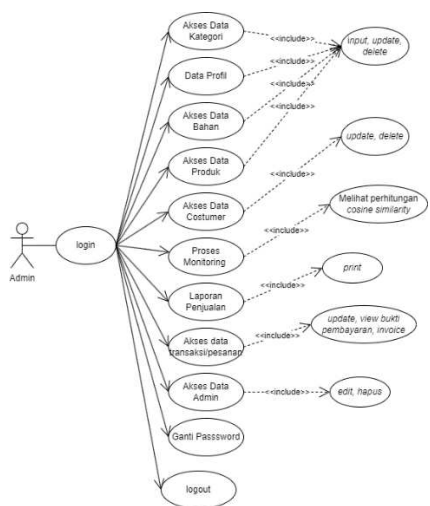 Akses Data
Kategori
<<include>>
input, update,
delete
Data Profil
<<include>>
Akses Data
Bahan
<<include>>
Akses Data
Produk
<<include>>
update, delete
Akses Data
Costumer
<<include>>
Melihat perhitungan
cosine similarity
login
Admin
Proses
Monitoring
<<include>>
Laporan
Penjualan
<<include>>
print
Akses data
transaksi/pesanan
<<include>>
update, view bukti
pembayaran, invoice
Akses Data
Admin
<<include>>
edit, hapus
Ganti Passsword
logout